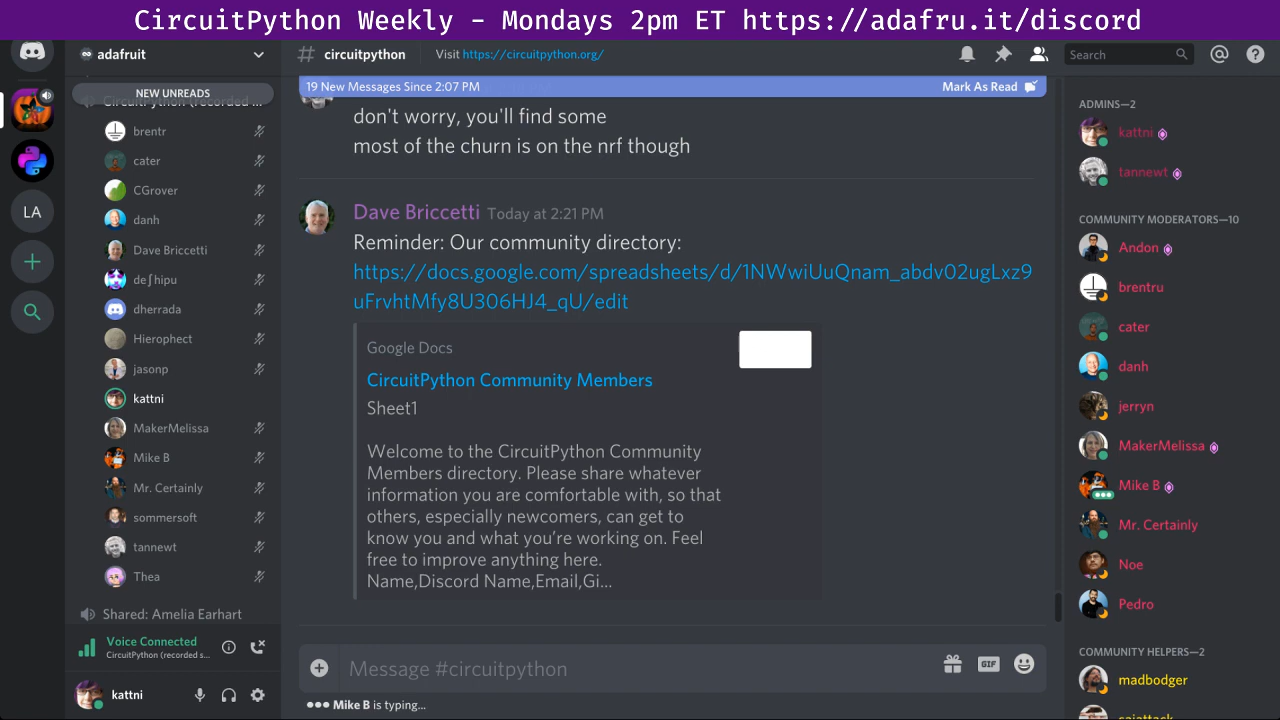 CircuitPython Weekly – Mondays 2pm ET https://adafru.it/discord
adafruit
NEW UNREADS
CircuitPython (recorded ...
brentr
cater
CGrover
danh
Dave Briccetti
deʃhipu
dherrada
Hierophect
jasonp
kattni
MakerMelissa
Mike B
Mr. Certainly
sommersoft
tannewt
Thea
Shared: Amelia Earhart
Voice Connected
CircuitPython (recorded s...
kattni
LA
# circuitpython
Visit https://circuitpython.org/
Search
19 New Messages Since 2:07 PM
Mark As Read
don't worry, you'll find some
most of the churn is on the nrf though
Dave Briccetti Today at 2:21 PM
Reminder: Our community directory:
https://docs.google.com/spreadsheets/d/1NWwiUuQnam_abdv02ugLxz9
uFrvhtMfy8U306HJ4_qU/edit
Google Docs
CircuitPython Community Members
Sheet1
Welcome to the CircuitPython Community
Members directory. Please share whatever
information you are comfortable with, so that
others, especially newcomers, can get to
know you and what you're working on. Feel
free to improve anything here.
Name,Discord Name,Email,Gi...
Message #circuitpython
GIF
Mike B is typing...
ADMINS—2
kattni
tannewt
COMMUNITY MODERATORS—10
Andon
brentru
cater
danh
jerryn
MakerMelissa
Mike B
Mr. Certainly
Noe
Pedro
COMMUNITY HELPERS—2
madbodger